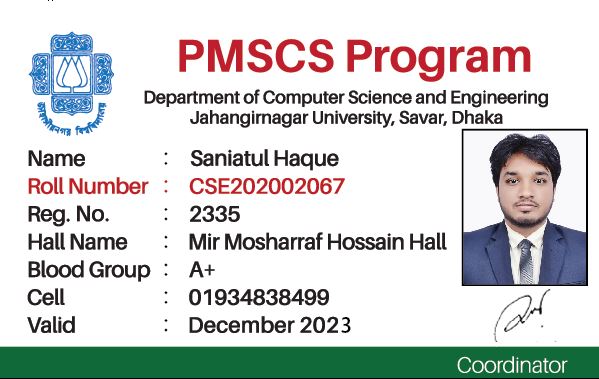 PMSCS Program
Department of Computer Science and Engineering
Jahangirnagar University, Savar, Dhaka
জাহাঙ্গীরনগর বিশ্ববিদ্যালয়
Name : Saniatul Haque
Roll Number : CSE202002067
Reg. No. : 2335
Hall Name : Mir Mosharraf Hossain Hall
Blood Group : A+
Cell : 01934838499
Valid : December 2023
Coordinator